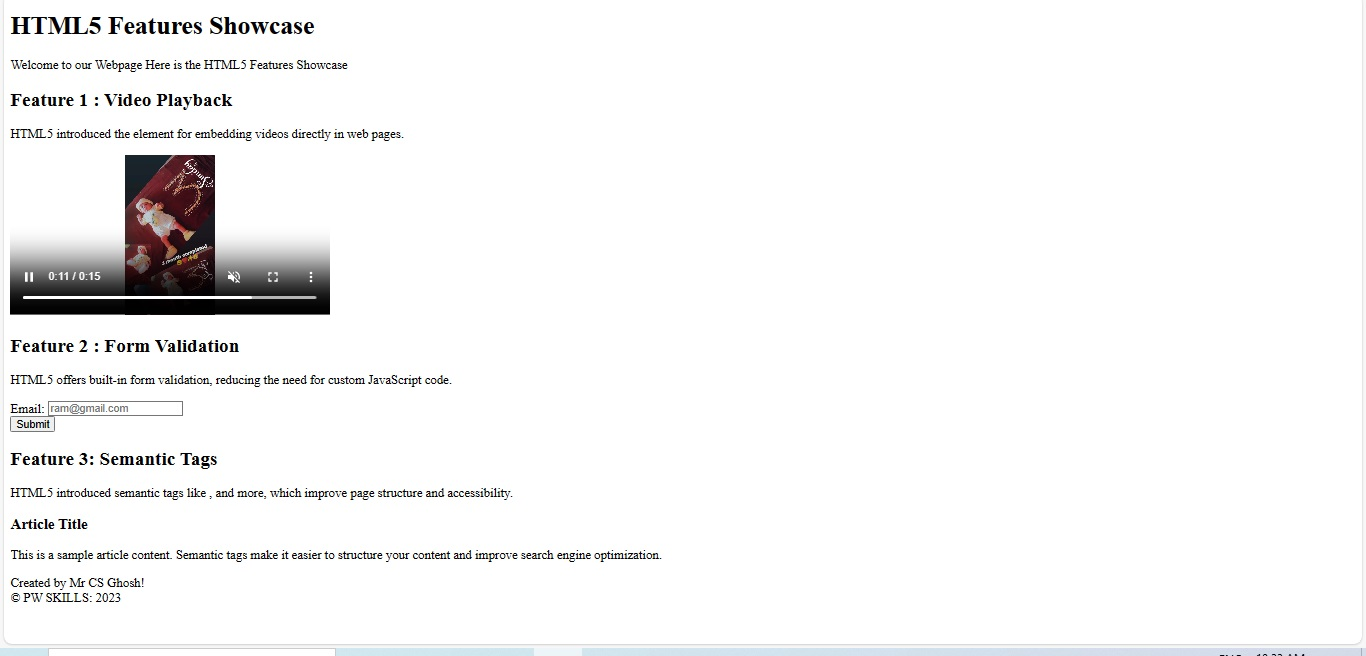 HTML5 Features Showcase
Welcome to our Webpage Here is the HTML5 Features Showcase
Feature 1 : Video Playback
HTML5 introduced the element for embedding videos directly in web pages.
3 month completed
0:11 / 0:15
Feature 2 : Form Validation
HTML5 offers built-in form validation, reducing the need for custom JavaScript code.
Email: ram@gmail.com
Submit
Feature 3: Semantic Tags
HTML5 introduced semantic tags like , and more, which improve page structure and accessibility.
Article Title
This is a sample article content. Semantic tags make it easier to structure your content and improve search engine optimization.
Created by Mr CS Ghosh!
© PW SKILLS: 2023